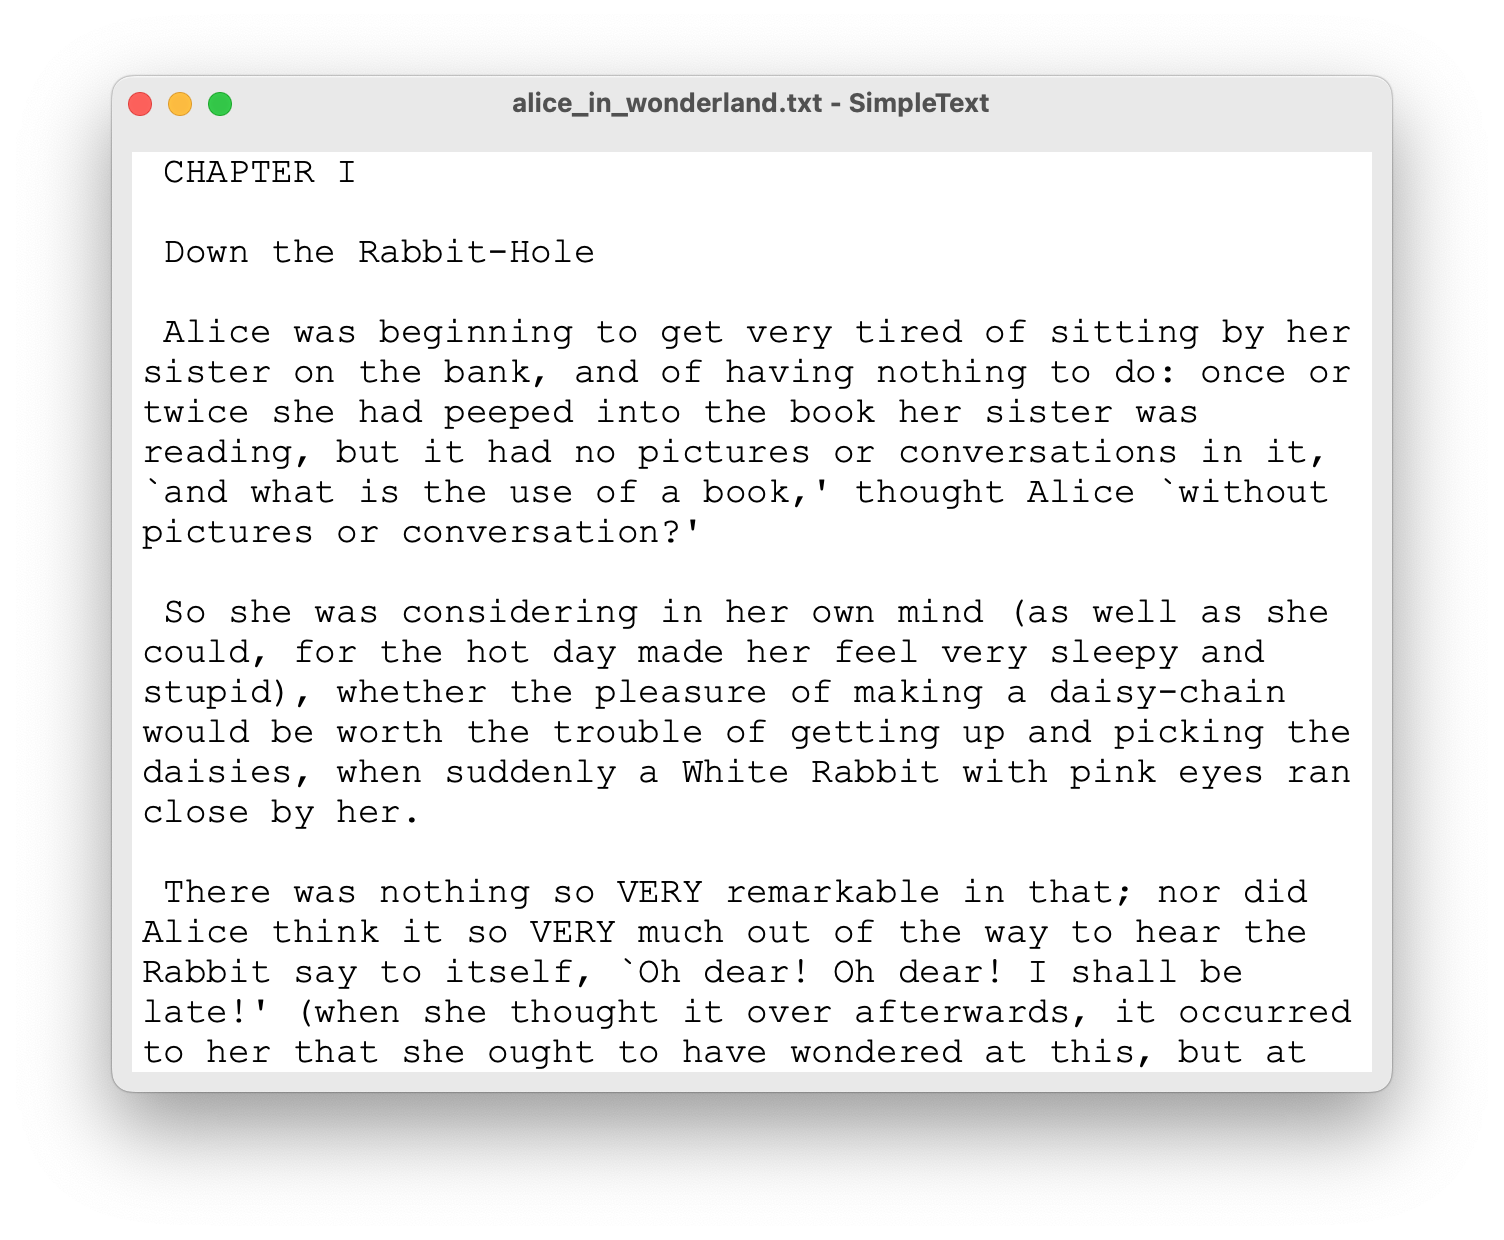 alice_in_wonderland.txt - SimpleText
CHAPTER I
Down the Rabbit-Hole
Alice was beginning to get very tired of sitting by her
sister on the bank, and of having nothing to do: once or
twice she had peeped into the book her sister was
reading, but it had no pictures or conversations in it,
`and what is the use of a book,' thought Alice `without
pictures or conversation?'
So she was considering in her own mind (as well as she
could, for the hot day made her feel very sleepy and
stupid), whether the pleasure of making a daisy-chain
would be worth the trouble of getting up and picking the
daisies, when suddenly a White Rabbit with pink eyes ran
close by her.
There was nothing so VERY remarkable in that; nor did
Alice think it so VERY much out of the way to hear the
Rabbit say to itself, `Oh dear! Oh dear! I shall be
late!' (when she thought it over afterwards, it occurred
to her that she ought to have wondered at this, but at